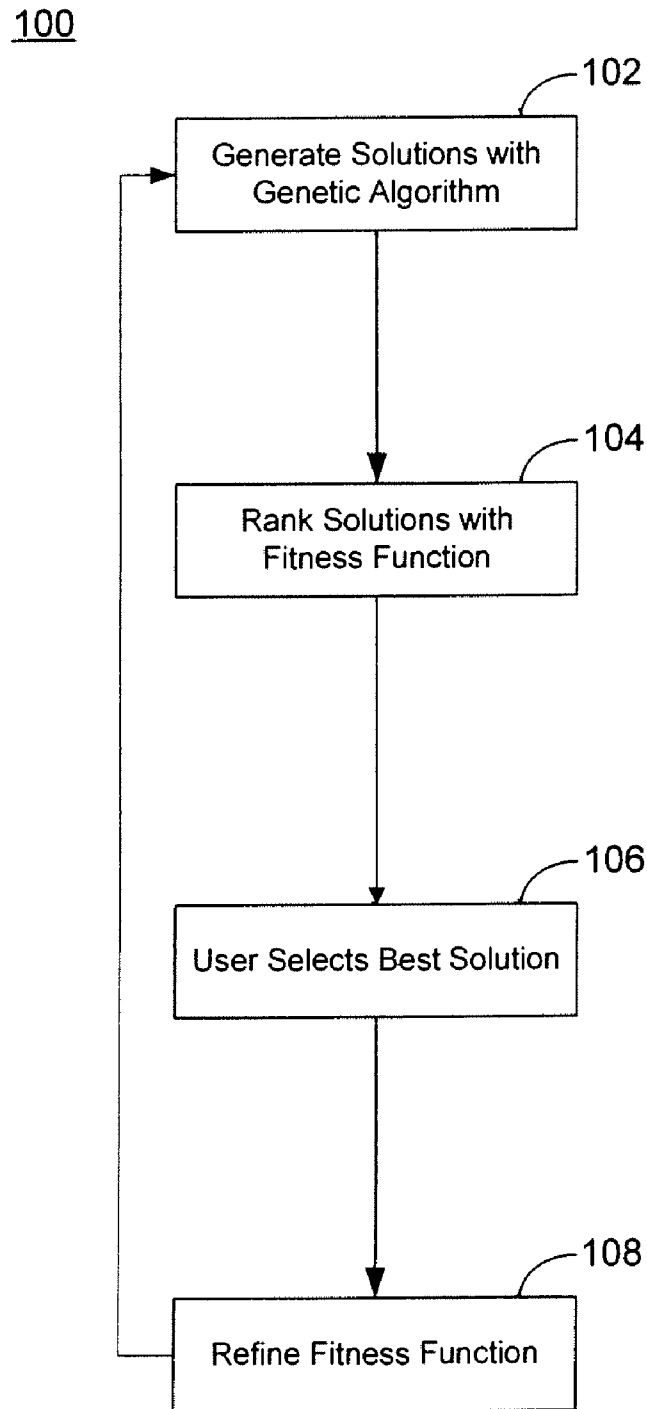 100
102
Generate Solutions with
Genetic Algorithm
104
Rank Solutions with
Fitness Function
106
User Selects Best Solution
108
Refine Fitness Function